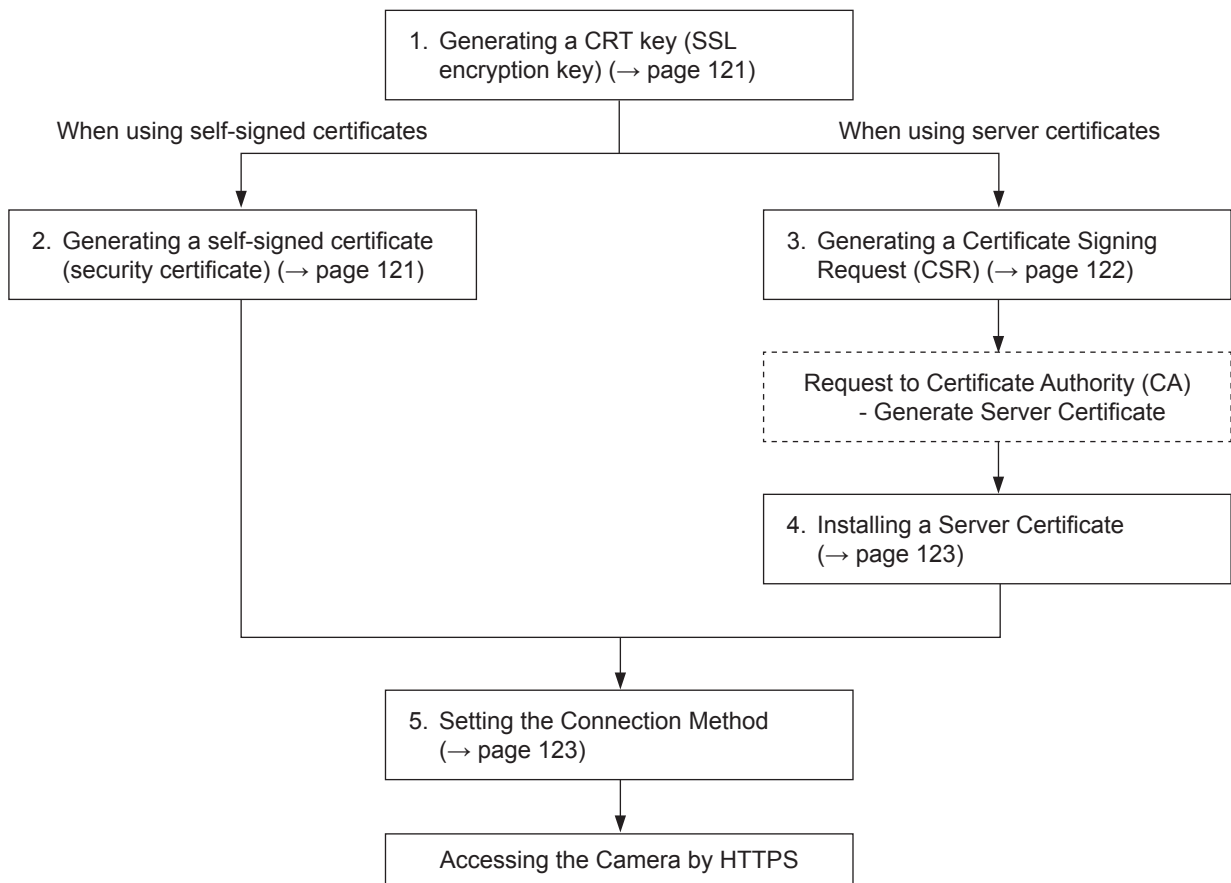 1. Generating a CRT key (SSL
encryption key) (→ page 121)
When using self-signed certificates
When using server certificates
2. Generating a self-signed certificate
(security certificate) (→ page 121)
3. Generating a Certificate Signing
Request (CSR) (→ page 122)
Request to Certificate Authority (CA)
- Generate Server Certificate
4. Installing a Server Certificate
(→ page 123)
5. Setting the Connection Method
(→ page 123)
Accessing the Camera by HTTPS